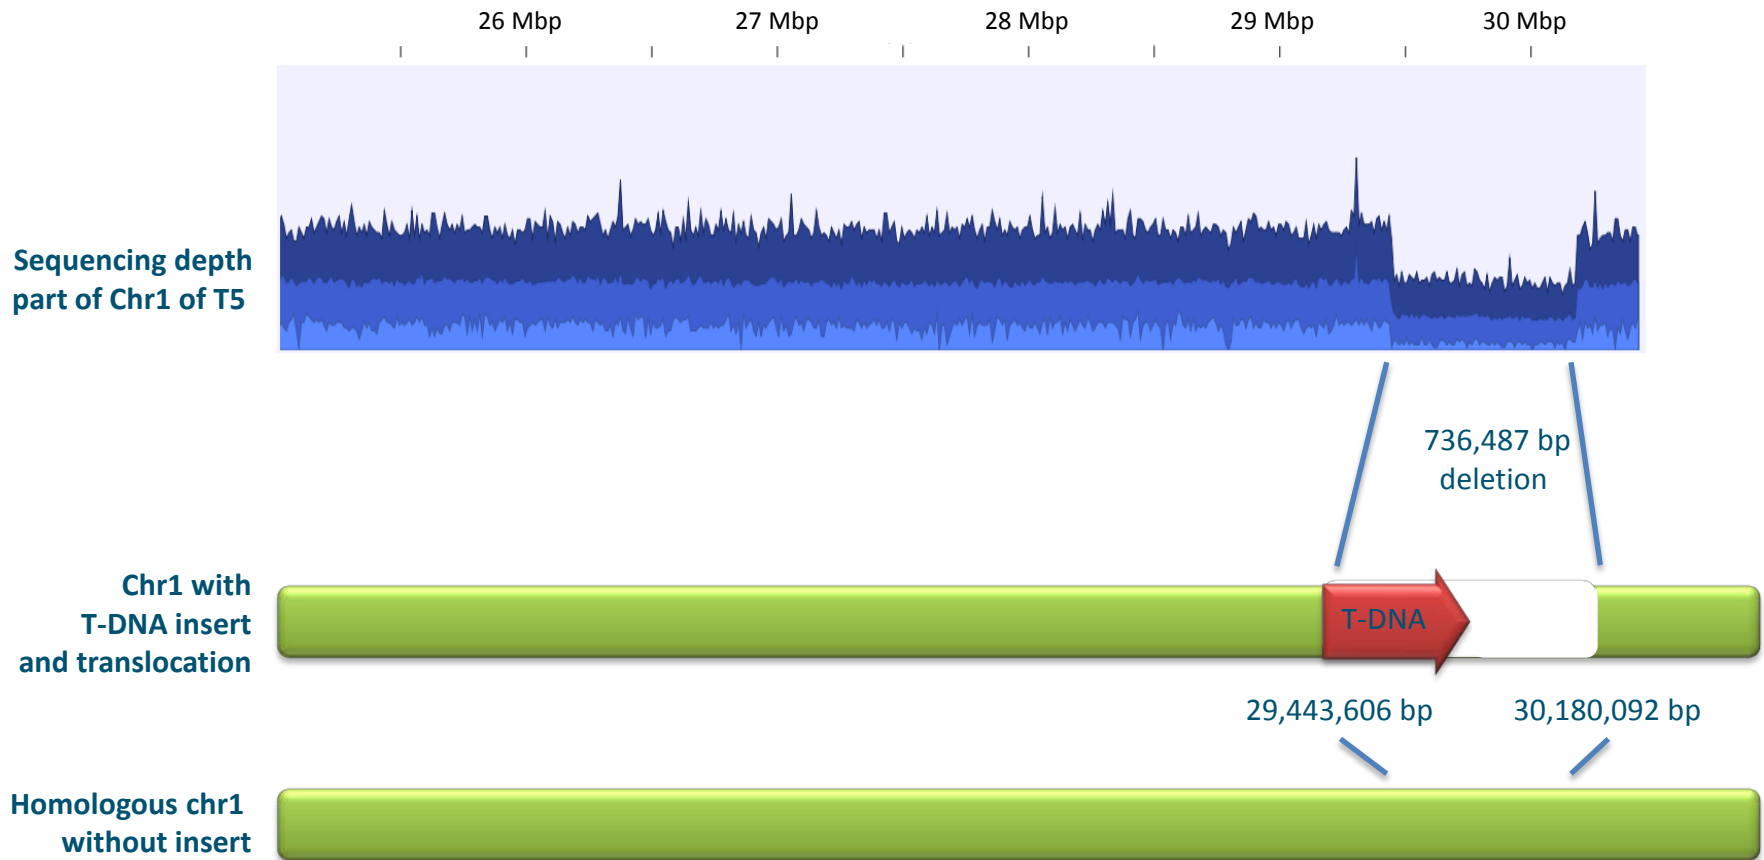 26 Mbp 27 Mbp 28 Mbp 29 Mbp 30 Mbp
Sequencing depth
part of Chr1 of T5
736,487 bp
deletion
Chr1 with
T-DNA insert
and translocation
T-DNA
29,443,606 bp 30,180,092 bp
Homologous chr1
without insert